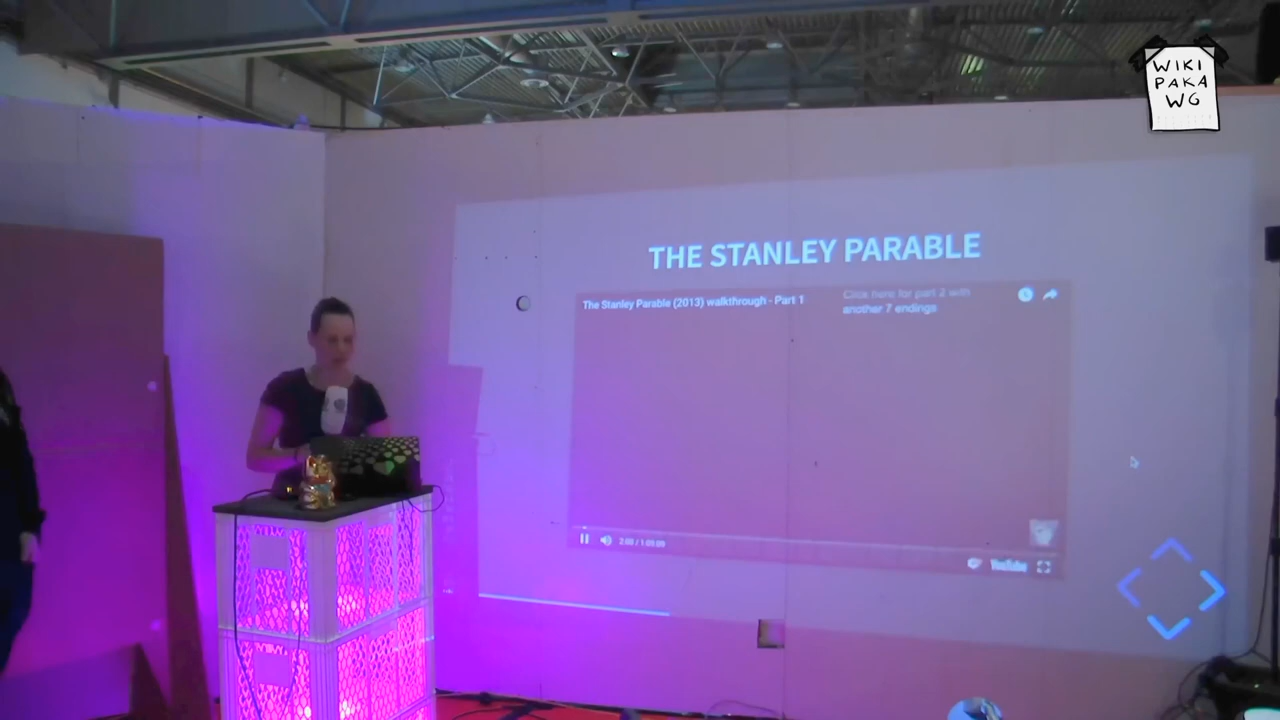 WIKI
PAKA
WG
THE STANLEY PARABLE
The Stanley Parable (2013) walkthrough - Part 1
Click here for part 2 with
another 7 endings
YouTube